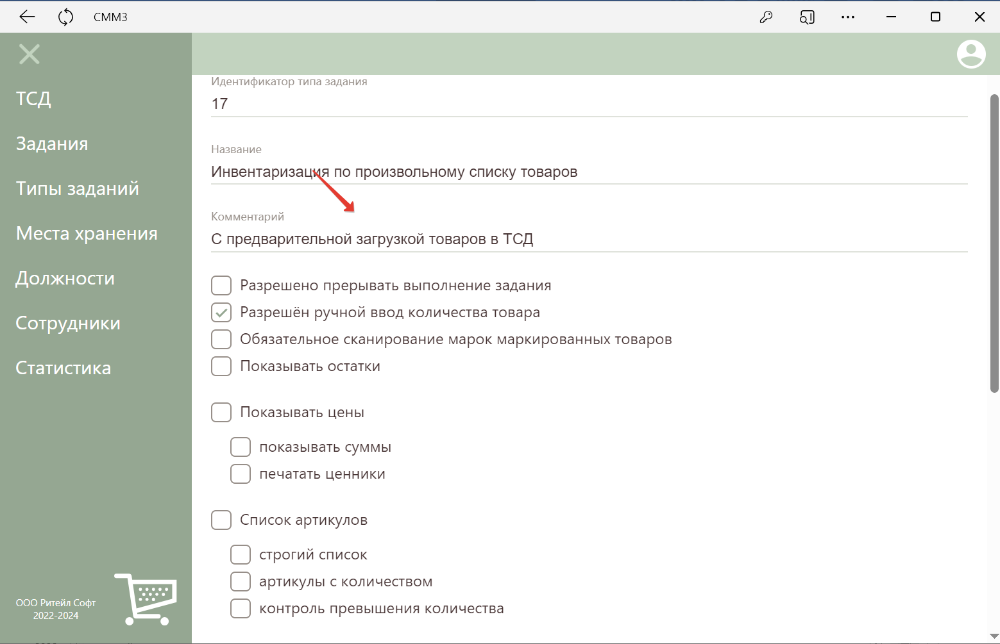 СММ3
ТСД
Задания
Типы заданий
Места хранения
Должности
Сотрудники
Статистика
ООО Ритейл Софт
2022-2024
Идентификатор типа задания
17
Название
Инвентаризация по произвольному списку товаров
Комментарий
С предварительной загрузкой товаров в ТСД
Разрешено прерывать выполнение задания
Разрешён ручной ввод количества товара
Обязательное сканирование марок маркированных товаров
Показывать остатки
Показывать цены
показывать суммы
печатать ценники
Список артикулов
строгий список
артикулы с количеством
контроль превышения количества